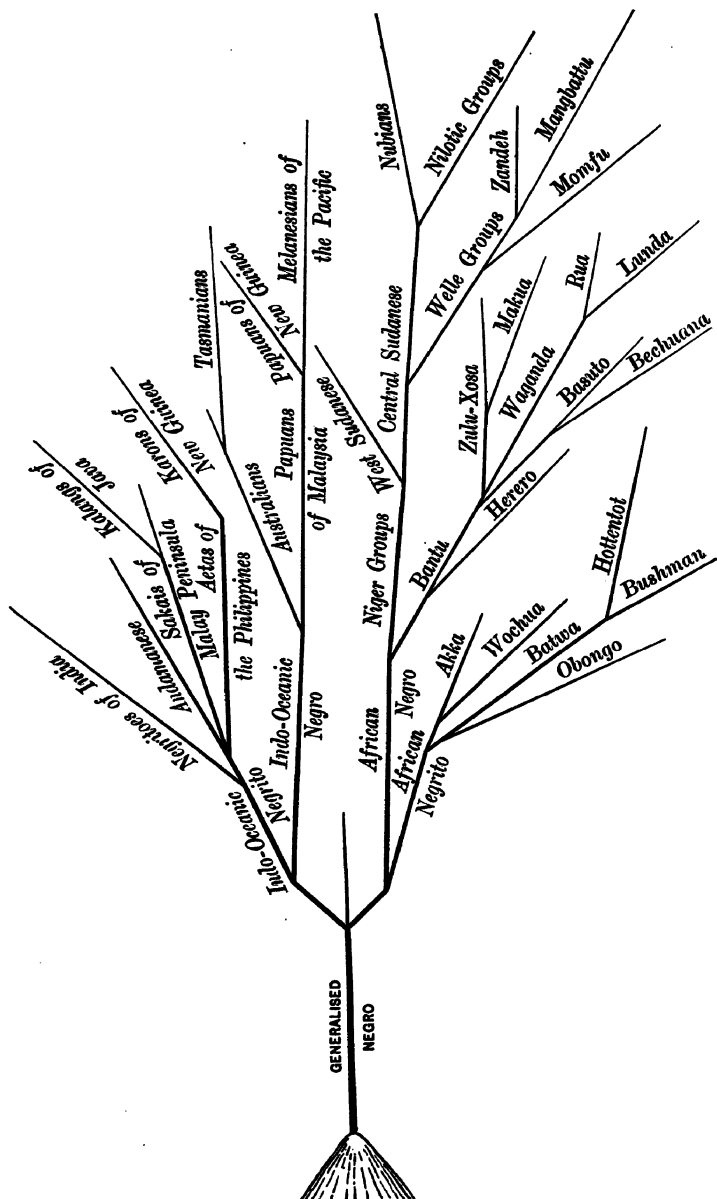 Nubians
Nilotic Groups
Zandeh
Mangbattu
Momfu
Welle Groups
Central Sudanese
West Sudanese
Niger Groups
Zulu-Xosa
Makua
Rua
Lunda
Waganda
Basuto
Bechuana
Herero
Bantu
African
Negro
Hottentot
Bushman
Akka
Wochua
Batwa
Obongo
African
Negrito
Melanesians of
the Pacific
Papuans of
New Guinea
Tasmanians
Australians
Papuans
of Malaysia
Indo-Oceanic
Negro
Karons of
New Guinea
Kalangs of
Java
Sakais of
Malay Peninsula
Aetas of
the Philippines
Andamanese
Negritoes of India
Indo-Oceanic
Negrito
GENERALISED
NEGRO